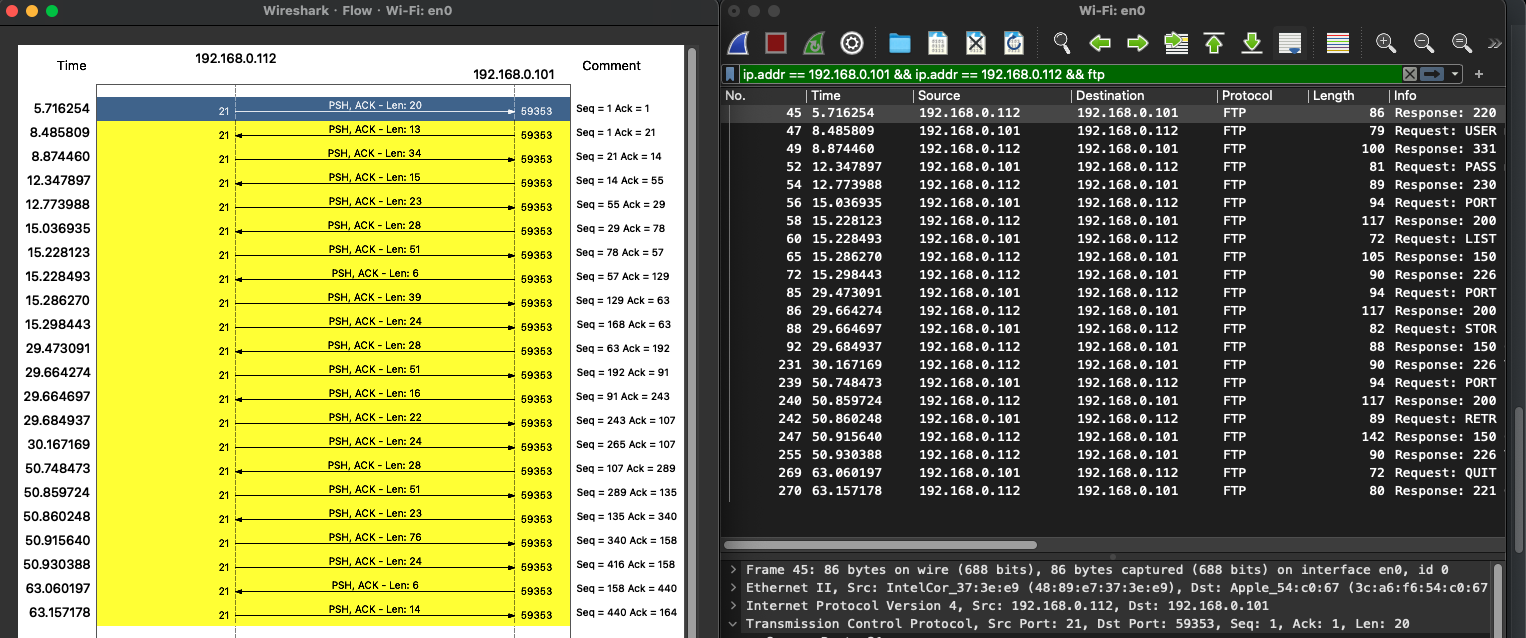 Wireshark · Flow · Wi-Fi: en0
Time 192.168.0.112 192.168.0.101 Comment
5.716254 21 PSH, ACK - Len: 20 59353 Seq = 1 Ack = 1
8.485809 21 PSH, ACK - Len: 13 59353 Seq = 1 Ack = 21
8.874460 21 PSH, ACK - Len: 34 59353 Seq = 21 Ack = 14
12.347897 21 PSH, ACK - Len: 15 59353 Seq = 14 Ack = 55
12.773988 21 PSH, ACK - Len: 23 59353 Seq = 55 Ack = 29
15.036935 21 PSH, ACK - Len: 28 59353 Seq = 29 Ack = 78
15.228123 21 PSH, ACK - Len: 51 59353 Seq = 78 Ack = 57
15.228493 21 PSH, ACK - Len: 6 59353 Seq = 57 Ack = 129
15.286270 21 PSH, ACK - Len: 39 59353 Seq = 129 Ack = 63
15.298443 21 PSH, ACK - Len: 24 59353 Seq = 168 Ack = 63
29.473091 21 PSH, ACK - Len: 28 59353 Seq = 63 Ack = 192
29.664274 21 PSH, ACK - Len: 51 59353 Seq = 192 Ack = 91
29.664697 21 PSH, ACK - Len: 16 59353 Seq = 91 Ack = 243
29.684937 21 PSH, ACK - Len: 22 59353 Seq = 243 Ack = 107
30.167169 21 PSH, ACK - Len: 24 59353 Seq = 265 Ack = 107
50.748473 21 PSH, ACK - Len: 28 59353 Seq = 107 Ack = 289
50.859724 21 PSH, ACK - Len: 51 59353 Seq = 289 Ack = 135
50.860248 21 PSH, ACK - Len: 23 59353 Seq = 135 Ack = 340
50.915640 21 PSH, ACK - Len: 76 59353 Seq = 340 Ack = 158
50.930388 21 PSH, ACK - Len: 24 59353 Seq = 416 Ack = 158
63.060197 21 PSH, ACK - Len: 6 59353 Seq = 158 Ack = 440
63.157178 21 PSH, ACK - Len: 14 59353 Seq = 440 Ack = 164
Wi-Fi: en0
ip.addr == 192.168.0.101 && ip.addr == 192.168.0.112 && ftp
No. Time Source Destination Protocol Length Info
45 5.716254 192.168.0.112 192.168.0.101 FTP 86 Response: 220
47 8.485809 192.168.0.101 192.168.0.112 FTP 79 Request: USER
49 8.874460 192.168.0.112 192.168.0.101 FTP 100 Response: 331
52 12.347897 192.168.0.101 192.168.0.112 FTP 81 Request: PASS
54 12.773988 192.168.0.112 192.168.0.101 FTP 89 Response: 230
56 15.036935 192.168.0.101 192.168.0.112 FTP 94 Request: PORT
58 15.228123 192.168.0.112 192.168.0.101 FTP 117 Response: 200
60 15.228493 192.168.0.101 192.168.0.112 FTP 72 Request: LIST
65 15.286270 192.168.0.112 192.168.0.101 FTP 105 Response: 150
72 15.298443 192.168.0.112 192.168.0.101 FTP 90 Response: 226
85 29.473091 192.168.0.101 192.168.0.112 FTP 94 Request: PORT
86 29.664274 192.168.0.112 192.168.0.101 FTP 117 Response: 200
88 29.664697 192.168.0.101 192.168.0.112 FTP 82 Request: STOR
92 29.684937 192.168.0.112 192.168.0.101 FTP 88 Response: 150
231 30.167169 192.168.0.112 192.168.0.101 FTP 90 Response: 226
239 50.748473 192.168.0.101 192.168.0.112 FTP 94 Request: PORT
240 50.859724 192.168.0.112 192.168.0.101 FTP 117 Response: 200
242 50.860248 192.168.0.101 192.168.0.112 FTP 89 Request: RETR
247 50.915640 192.168.0.112 192.168.0.101 FTP 142 Response: 150
255 50.930388 192.168.0.112 192.168.0.101 FTP 90 Response: 226
269 63.060197 192.168.0.101 192.168.0.112 FTP 72 Request: QUIT
270 63.157178 192.168.0.112 192.168.0.101 FTP 80 Response: 221
Frame 45: 86 bytes on wire (688 bits), 86 bytes captured (688 bits) on interface en0, id 0
Ethernet II, Src: IntelCor_37:3e:e9 (48:89:e7:37:3e:e9), Dst: Apple_54:c0:67 (3c:a6:f6:54:c0:67
Internet Protocol Version 4, Src: 192.168.0.112, Dst: 192.168.0.101
Transmission Control Protocol, Src Port: 21, Dst Port: 59353, Seq: 1, Ack: 1, Len: 20